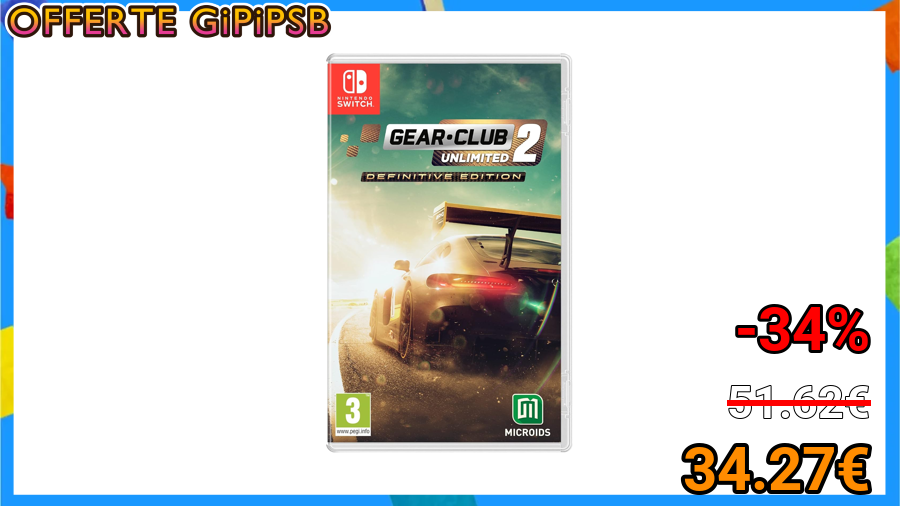 OFFERTE GiPiPSB
NINTENDO
SWITCH
GEAR•CLUB
UNLIMITED 2
DEFINITIVE EDITION
3
www.pegi.info
MICROIDS
-34%
51.62€
34.27€